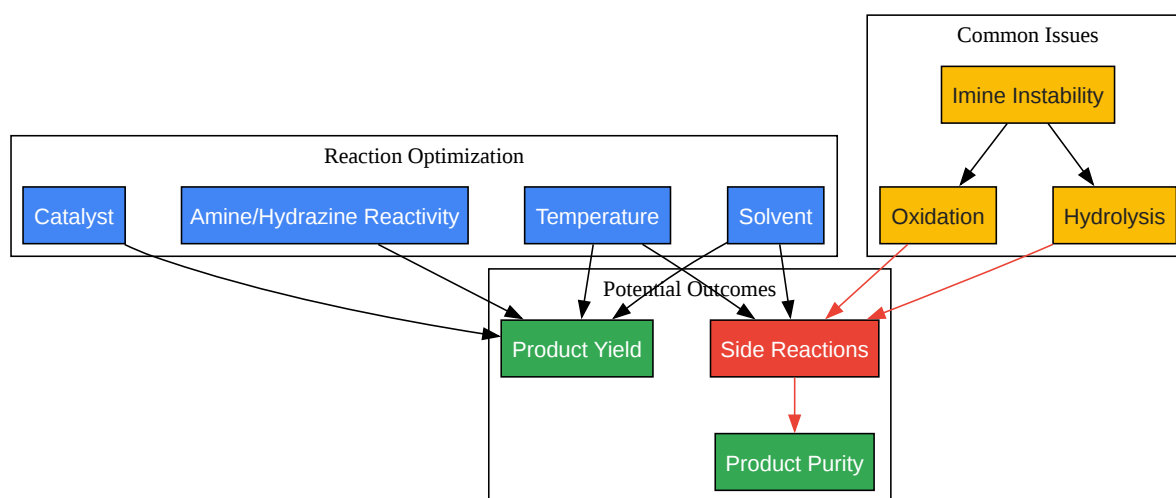 Common Issues
Imine Instability
Reaction Optimization
Catalyst
Amine/Hydrazine Reactivity
Temperature
Solvent
Oxidation
Hydrolysis
Potential Outcomes
Product Yield
Side Reactions
Product Purity